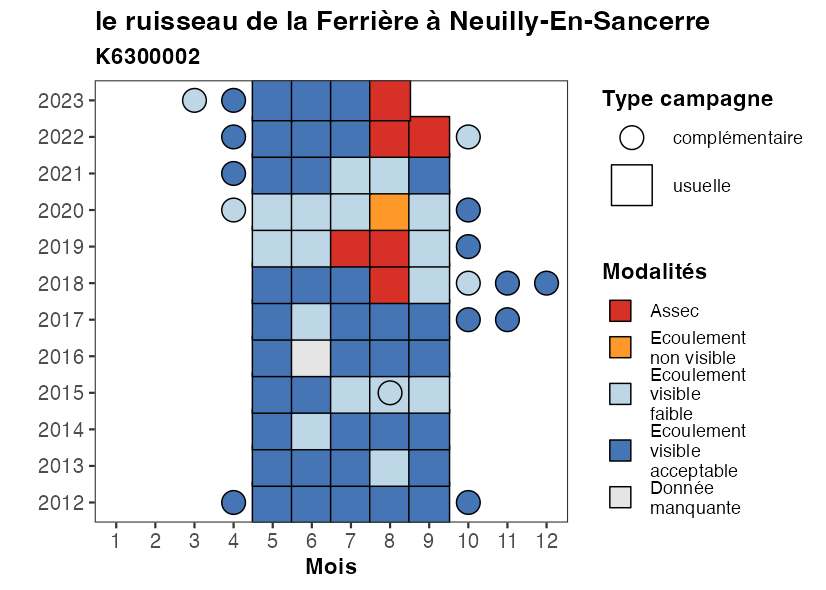 le ruisseau de la Ferrière à Neuilly-En-Sancerre
K6300002
2023
2022
2021
2020
2019
2018
2017
2016
2015
2014
2013
2012
1 2 3 4 5 6 7 8 9 10 11 12
Mois
Type campagne
complémentaire
usuelle
Modalités
Assec
Ecoulement
non visible
Ecoulement
visible
faible
Ecoulement
visible
acceptable
Donnée
manquante